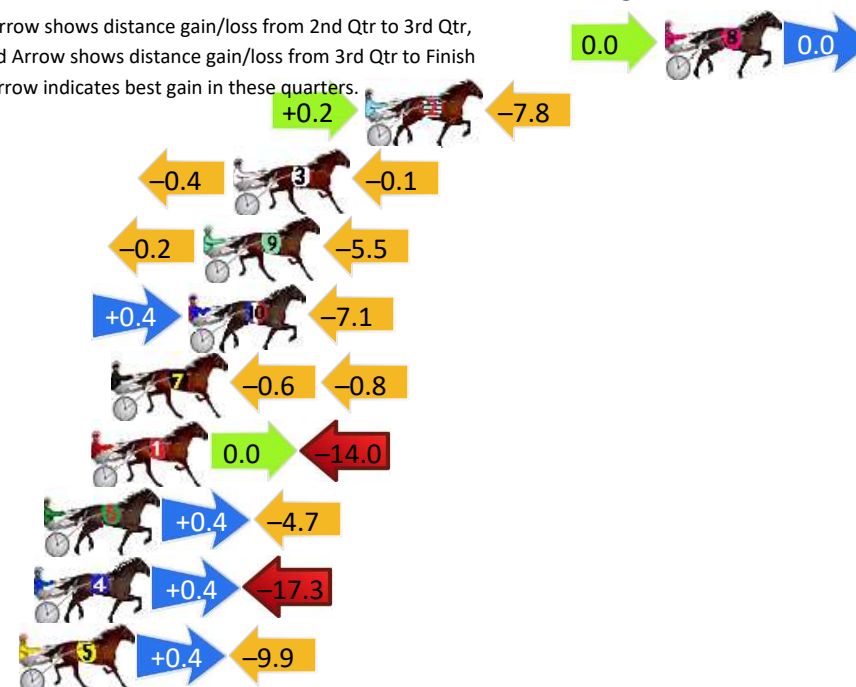 rrow shows distance gain/loss from 2nd Qtr to 3rd Qtr,
d Arrow shows distance gain/loss from 3rd Qtr to Finish
rrow indicates best gain in these quarters.
0.0 8 0.0
+0.2 2 −7.8
−0.4 3 −0.1
−0.2 9 −5.5
+0.4 10 −7.1
7 −0.6 −0.8
1 0.0 −14.0
6 +0.4 −4.7
4 +0.4 −17.3
5 +0.4 −9.9